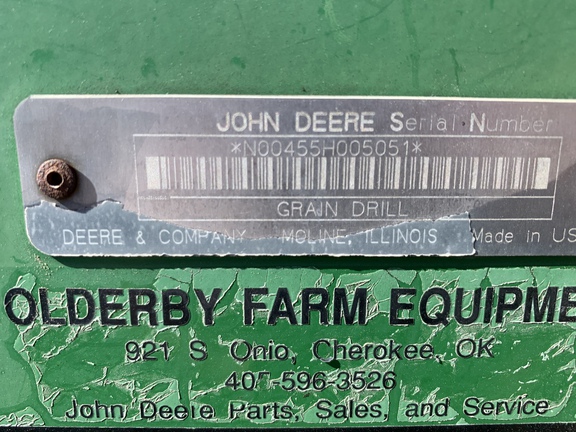 JOHN DEERE Serial Number
*N00455H005051*
GRAIN DRILL
DEERE & COMPANY MOLINE, ILLINOIS Made in US
OLDERBY FARM EQUIPME
921 S Ohio, Cherokee, OK
405-596-3526
John Deere Parts, Sales, and Service